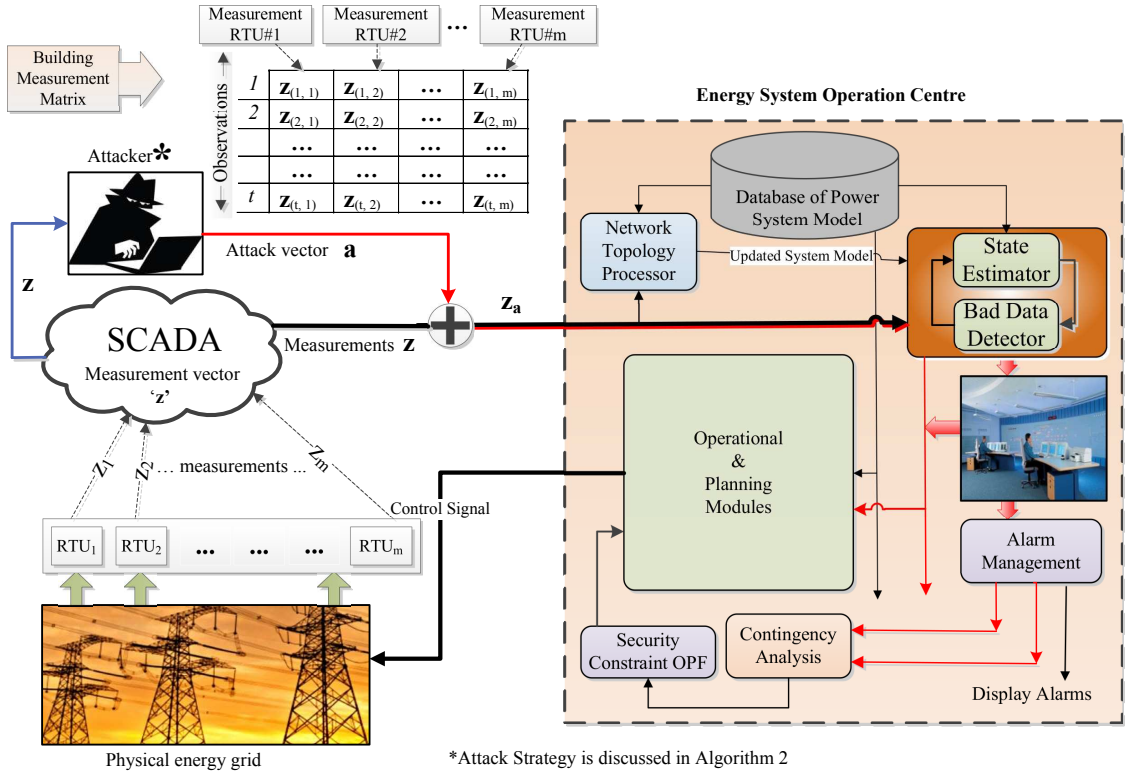 Measurement
RTU#1
Measurement
RTU#2
...
Measurement
RTU#m
Building
Measurement
Matrix
Observations
1 z(1, 1) z(1, 2) ... z(1, m)
2 z(2, 1) z(2, 2) ... z(2, m)
... ... ... ...
... ... ... ...
t z(t, 1) z(t, 2) ... z(t, m)
Attacker*
Attack vector a
z
SCADA
Measurement vector
‘z’
Measurements z
za
z1
z2
... measurements ...
zm
Control Signal
RTU1
RTU2
... ... ...
RTUm
Physical energy grid
Energy System Operation Centre
Database of Power
System Model
Network
Topology
Processor
Updated System Model
State
Estimator
Bad Data
Detector
Operational
&
Planning
Modules
Alarm
Management
Security
Constraint OPF
Contingency
Analysis
Display Alarms
*Attack Strategy is discussed in Algorithm 2